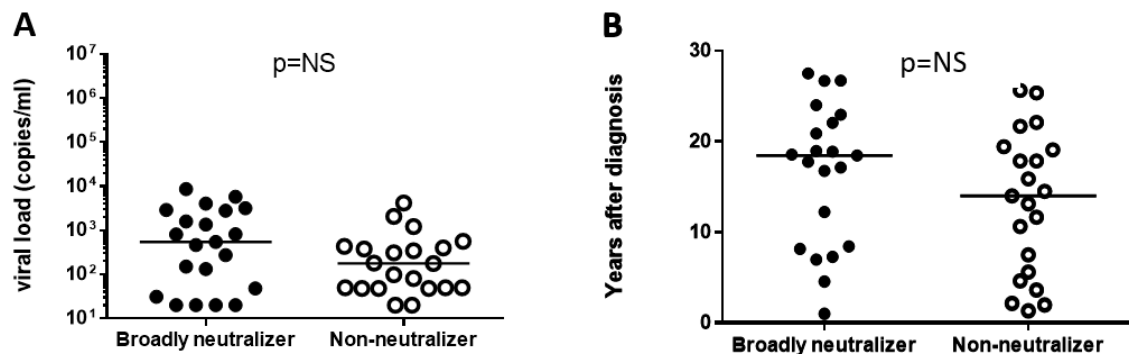 A
viral load (copies/ml)
10⁷
10⁶
10⁵
10⁴
10³
10²
10¹
p=NS
Broadly neutralizer
Non-neutralizer
B
Years after diagnosis
30
20
10
0
p=NS
Broadly neutralizer
Non-neutralizer